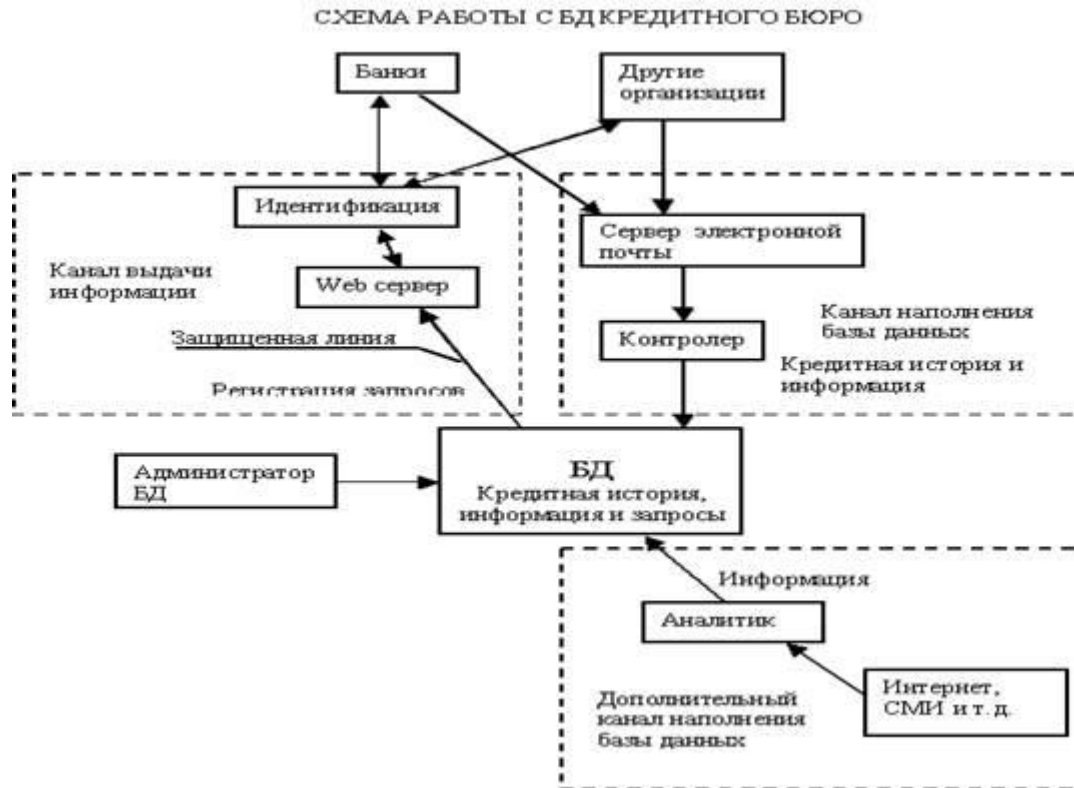 СХЕМА РАБОТЫ С БД КРЕДИТНОГО БЮРО
Банки
Другие
организации
Идентификация
Сервер электронной
почты
Канал выдачи
информации
Web сервер
Канал наполнения
базы данных
Защищенная линия
Контролер
Кредитная история и
информация
Регистрация запросов
Администратор
БД
БД
Кредитная история,
информация и запросы
Информация
Аналитик
Интернет,
СМИ и т.д.
Дополнительный
канал наполнения
базы данных